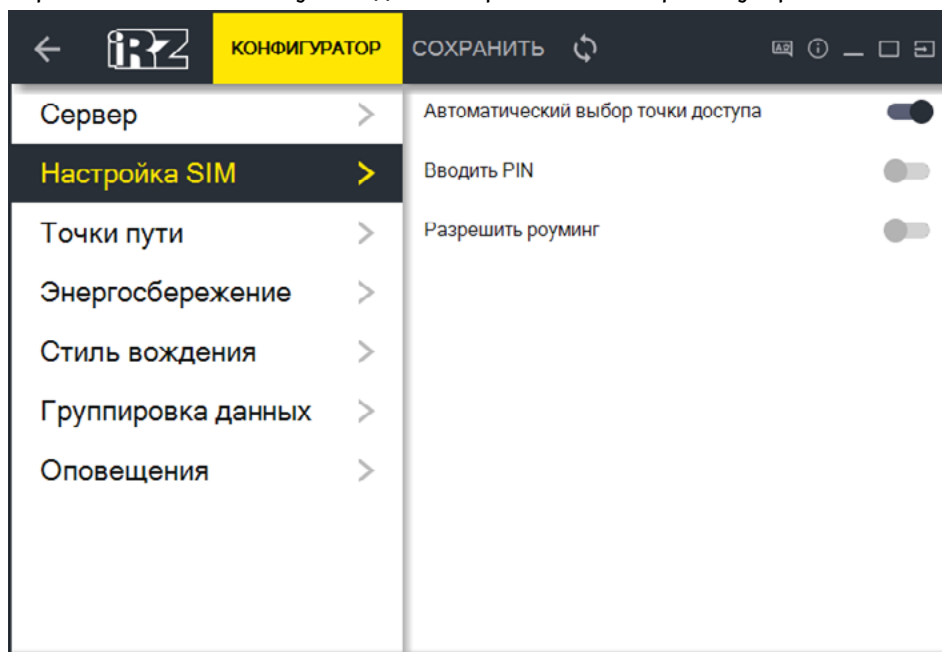 iRZ
КОНФИГУРАТОР
СОХРАНИТЬ
Сервер
Настройка SIM
Точки пути
Энергосбережение
Стиль вождения
Группировка данных
Оповещения
Автоматический выбор точки доступа
Вводить PIN
Разрешить роуминг